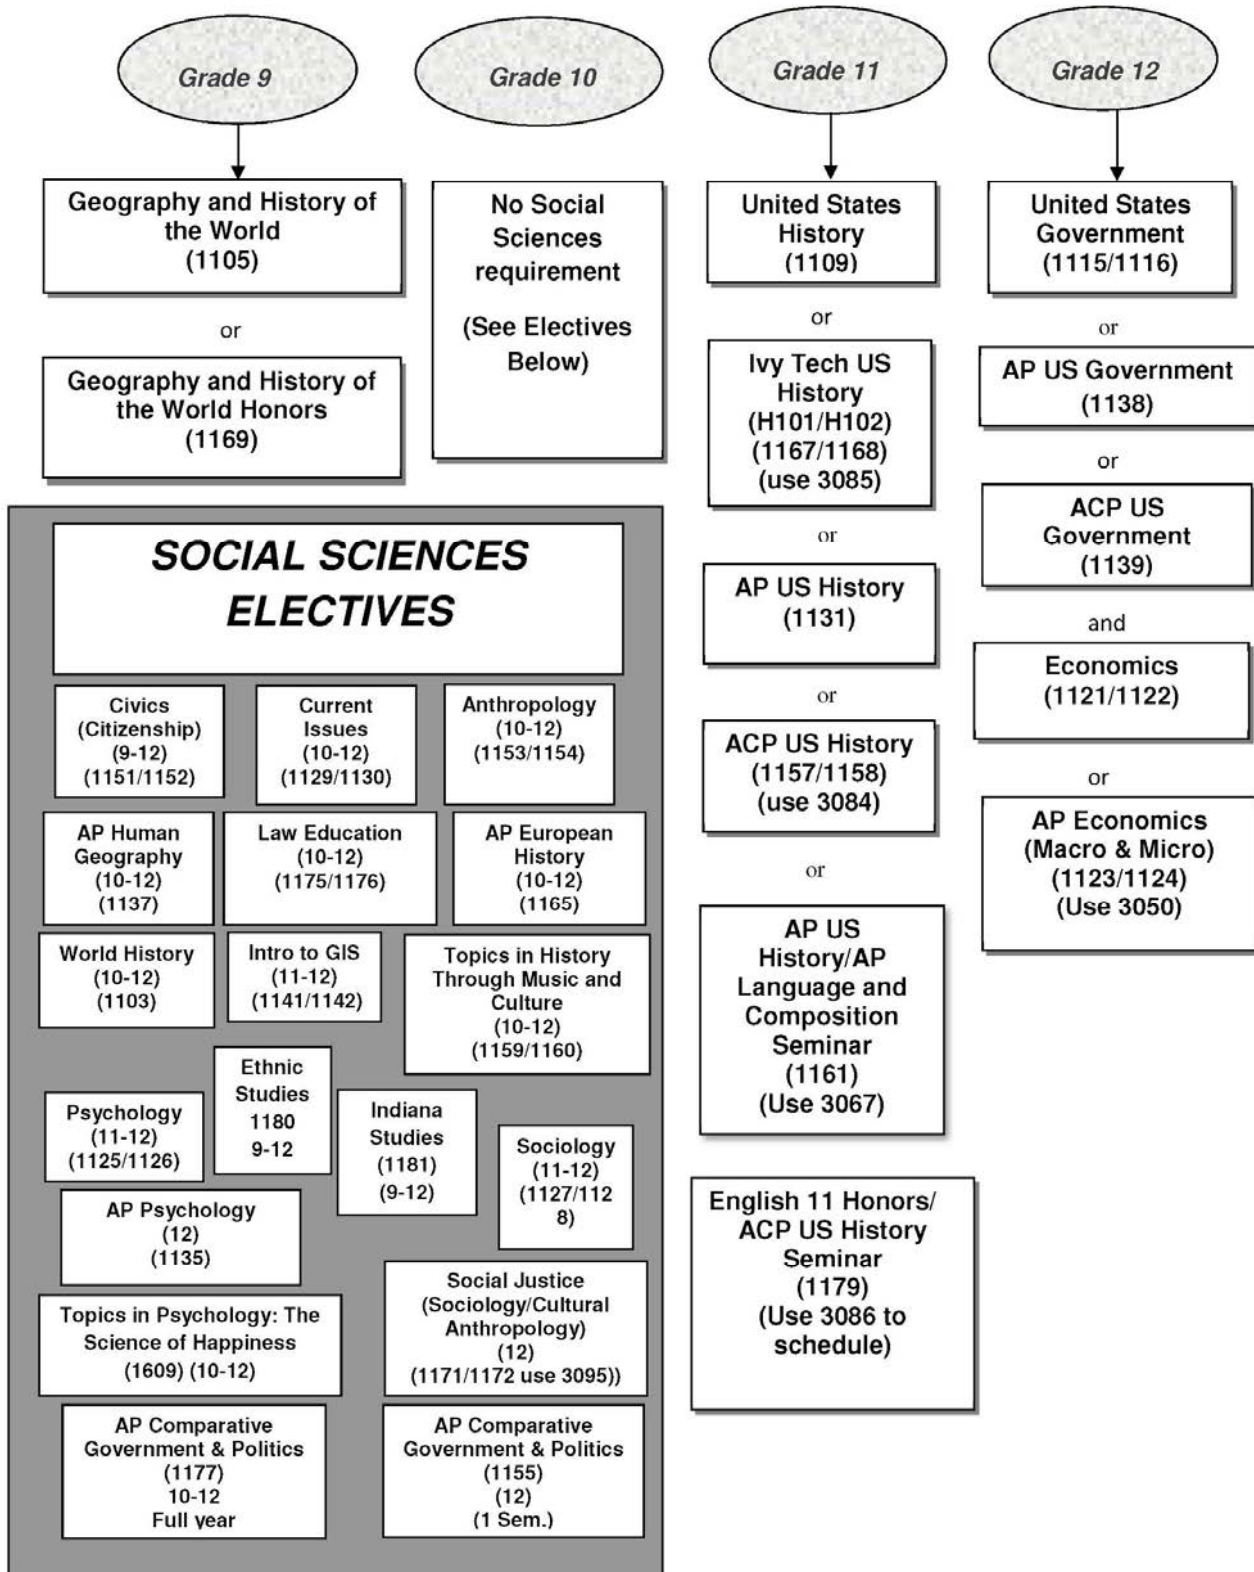 Grade 9
Grade 10
Grade 11
Grade 12
Geography and History of
the World
(1105)
or
Geography and History of
the World Honors
(1169)
No Social
Sciences
requirement
(See Electives
Below)
United States
History
(1109)
or
Ivy Tech US
History
(H101/H102)
(1167/1168)
(use 3085)
or
AP US History
(1131)
or
ACP US History
(1157/1158)
(use 3084)
or
AP US
History/AP
Language and
Composition
Seminar
(1161)
(Use 3067)
English 11 Honors/
ACP US History
Seminar
(1179)
(Use 3086 to
schedule)
United States
Government
(1115/1116)
or
AP US Government
(1138)
or
ACP US
Government
(1139)
and
Economics
(1121/1122)
or
AP Economics
(Macro & Micro)
(1123/1124)
(Use 3050)
SOCIAL SCIENCES
ELECTIVES
Civics
(Citizenship)
(9-12)
(1151/1152)
Current
Issues
(10-12)
(1129/1130)
Anthropology
(10-12)
(1153/1154)
AP Human
Geography
(10-12)
(1137)
Law Education
(10-12)
(1175/1176)
AP European
History
(10-12)
(1165)
World History
(10-12)
(1103)
Intro to GIS
(11-12)
(1141/1142)
Topics in History
Through Music and
Culture
(10-12)
(1159/1160)
Psychology
(11-12)
(1125/1126)
Ethnic
Studies
1180
9-12
Indiana
Studies
(1181)
(9-12)
Sociology
(11-12)
(1127/112
8)
AP Psychology
(12)
(1135)
Social Justice
(Sociology/Cultural
Anthropology)
(12)
(1171/1172 use 3095))
Topics in Psychology: The
Science of Happiness
(1609) (10-12)
AP Comparative
Government & Politics
(1177)
10-12
Full year
AP Comparative
Government & Politics
(1155)
(12)
(1 Sem.)